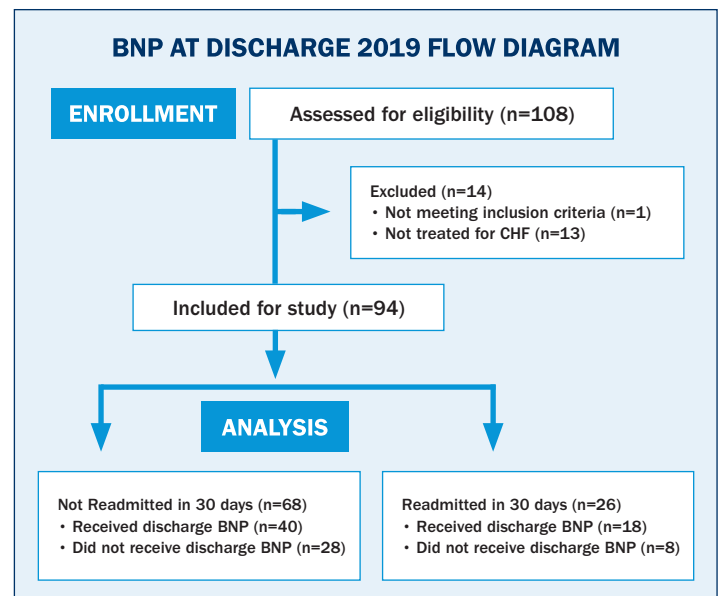 BNP AT DISCHARGE 2019 FLOW DIAGRAM
ENROLLMENT
Assessed for eligibility (n=108)
Excluded (n=14)
• Not meeting inclusion criteria (n=1)
• Not treated for CHF (n=13)
Included for study (n=94)
ANALYSIS
Not Readmitted in 30 days (n=68)
• Received discharge BNP (n=40)
• Did not receive discharge BNP (n=28)
Readmitted in 30 days (n=26)
• Received discharge BNP (n=18)
• Did not receive discharge BNP (n=8)